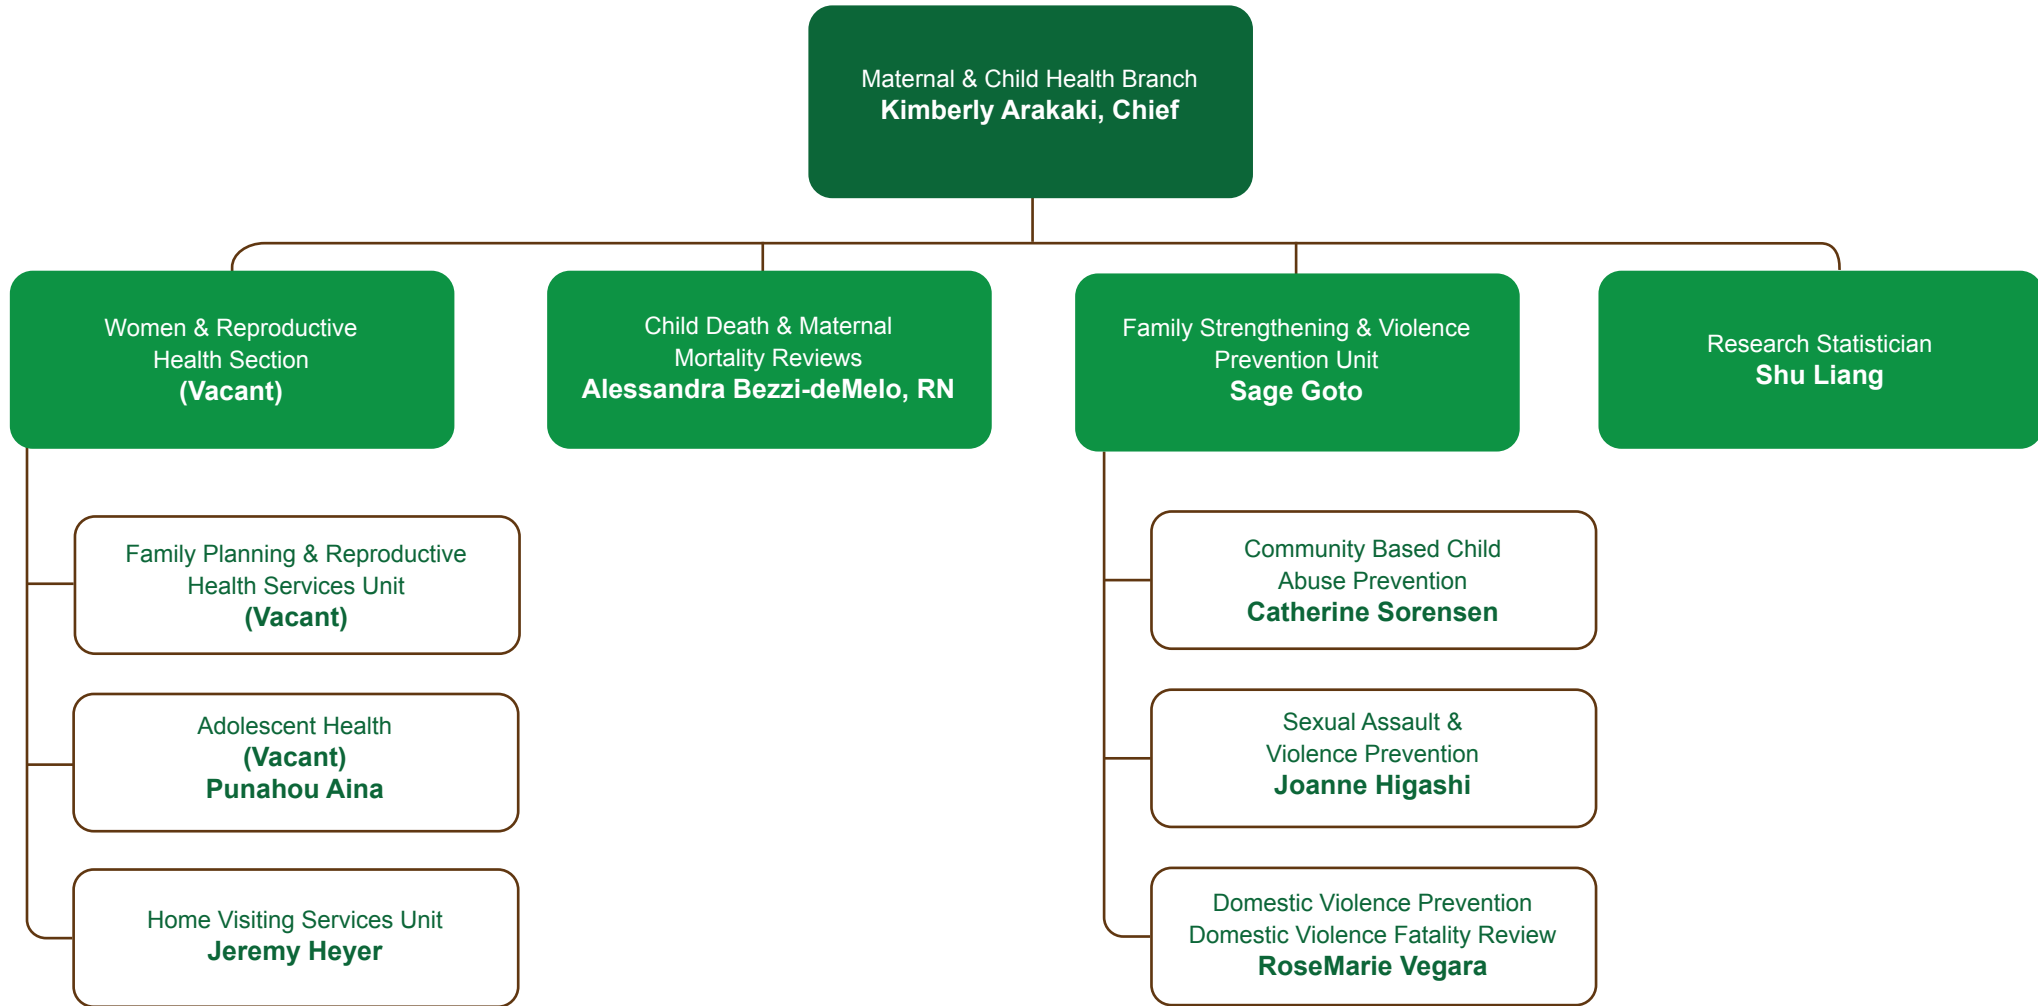 Maternal & Child Health Branch
Kimberly Arakaki, Chief
Women & Reproductive
Health Section
(Vacant)
Child Death & Maternal
Mortality Reviews
Alessandra Bezzi-deMelo, RN
Family Strengthening & Violence
Prevention Unit
Sage Goto
Research Statistician
Shu Liang
Family Planning & Reproductive
Health Services Unit
(Vacant)
Adolescent Health
(Vacant)
Punahou Aina
Home Visiting Services Unit
Jeremy Heyer
Community Based Child
Abuse Prevention
Catherine Sorensen
Sexual Assault &
Violence Prevention
Joanne Higashi
Domestic Violence Prevention
Domestic Violence Fatality Review
RoseMarie Vegara